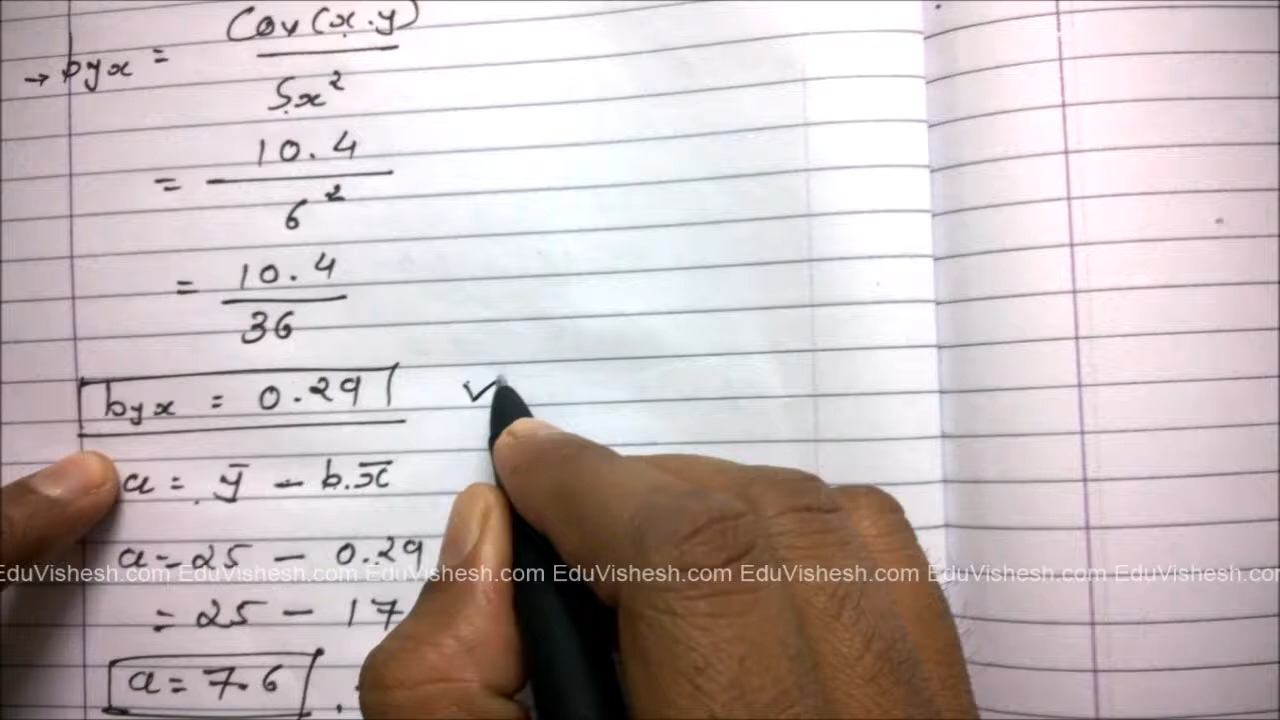 → byx = Cov(x.y)
Sx²
= 10.4
6²
= 10.4
36
byx = 0.29
a = ȳ - b.x̄
a = 25 - 0.29
EduVishesh.com EduVishesh.com EduVishesh.com EduVishesh.com EduVishesh.com EduVishesh.com EduVishesh.com
= 25 - 17
a = 7.6